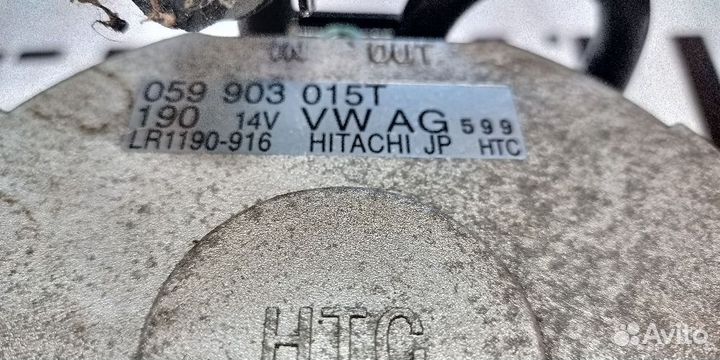 IN OUT
059 903 015T
190 14V VW AG 599
LR1190-916 HITACHI JP HTC
HTC
Avito